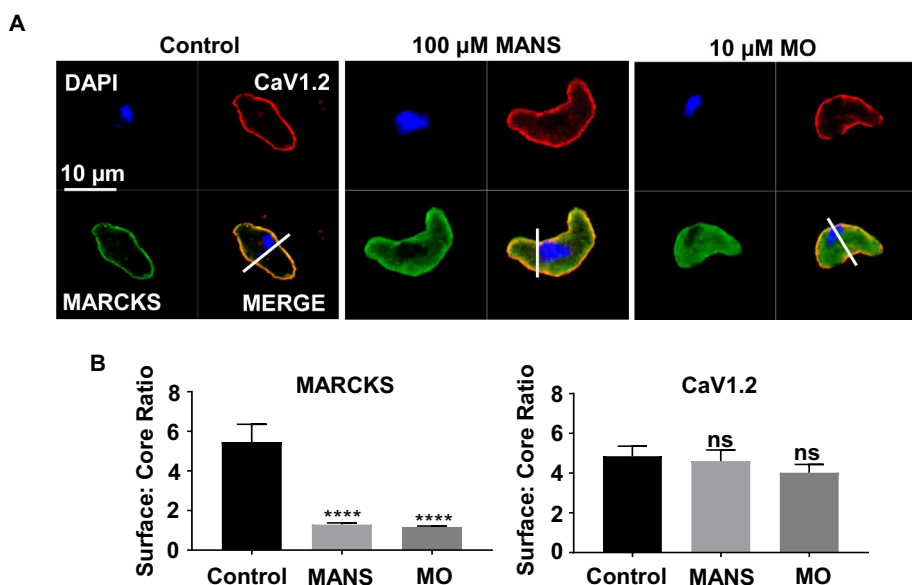 A
Control
100 µM MANS
10 µM MO
DAPI
CaV1.2
10 µm
MARCKS
MERGE
B
MARCKS
Surface: Core Ratio
8
6
4
2
0
****
****
Control
MANS
MO
CaV1.2
Surface: Core Ratio
8
6
4
2
0
ns
ns
Control
MANS
MO